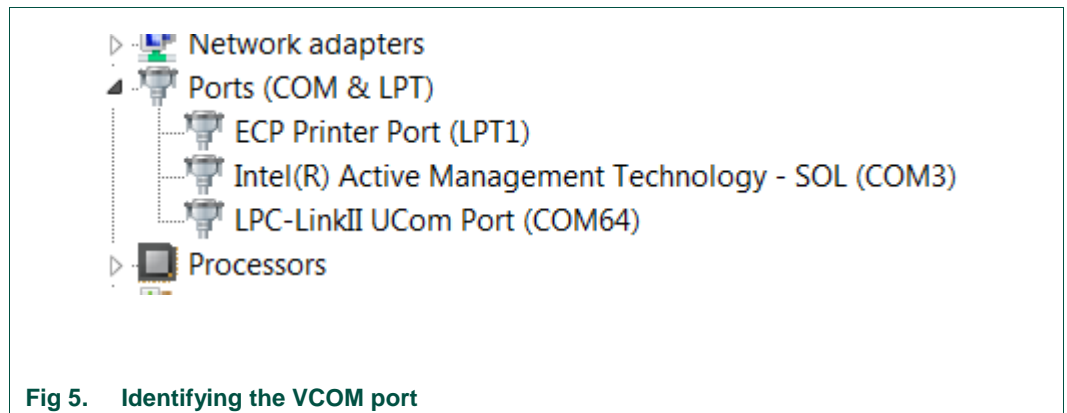 Network adapters
Ports (COM & LPT)
ECP Printer Port (LPT1)
Intel(R) Active Management Technology - SOL (COM3)
LPC-LinkII UCom Port (COM64)
Processors
Fig 5. Identifying the VCOM port